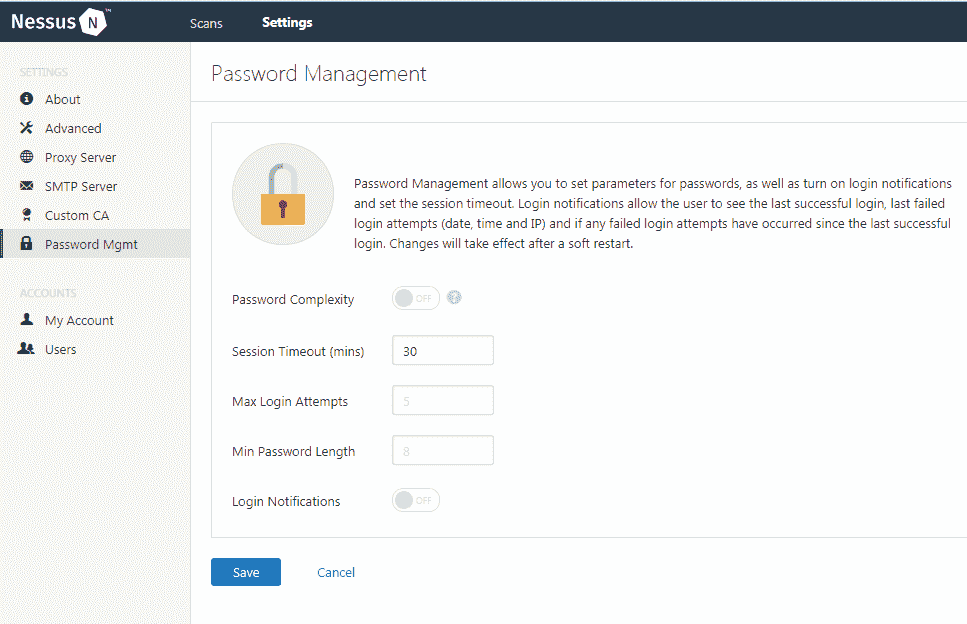 Nessus N ™
Scans
Settings
SETTINGS
About
Advanced
Proxy Server
SMTP Server
Custom CA
Password Mgmt
ACCOUNTS
My Account
Users
Password Management
Password Management allows you to set parameters for passwords, as well as turn on login notifications
and set the session timeout. Login notifications allow the user to see the last successful login, last failed
login attempts (date, time and IP) and if any failed login attempts have occurred since the last successful
login. Changes will take effect after a soft restart.
Password Complexity OFF
Session Timeout (mins) 30
Max Login Attempts 5
Min Password Length 8
Login Notifications OFF
Save Cancel